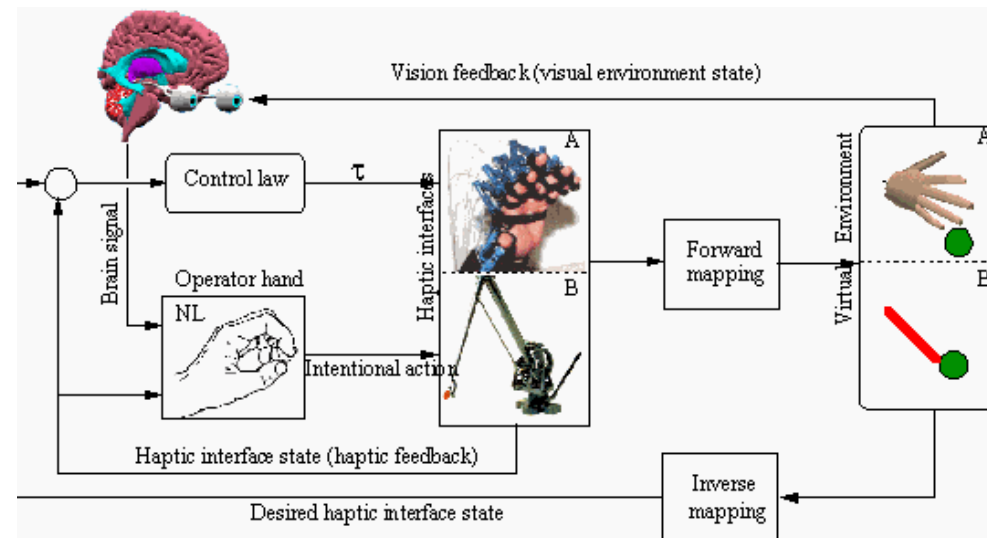 Vision feedback (visual environment state)
A
A
Control law
τ
Haptic interfaces
Environment
Brain signal
Forward
mapping
Operator hand
NL
B
B
Virtual
Intentional action
Haptic interface state (haptic feedback)
Inverse
mapping
Desired haptic interface state